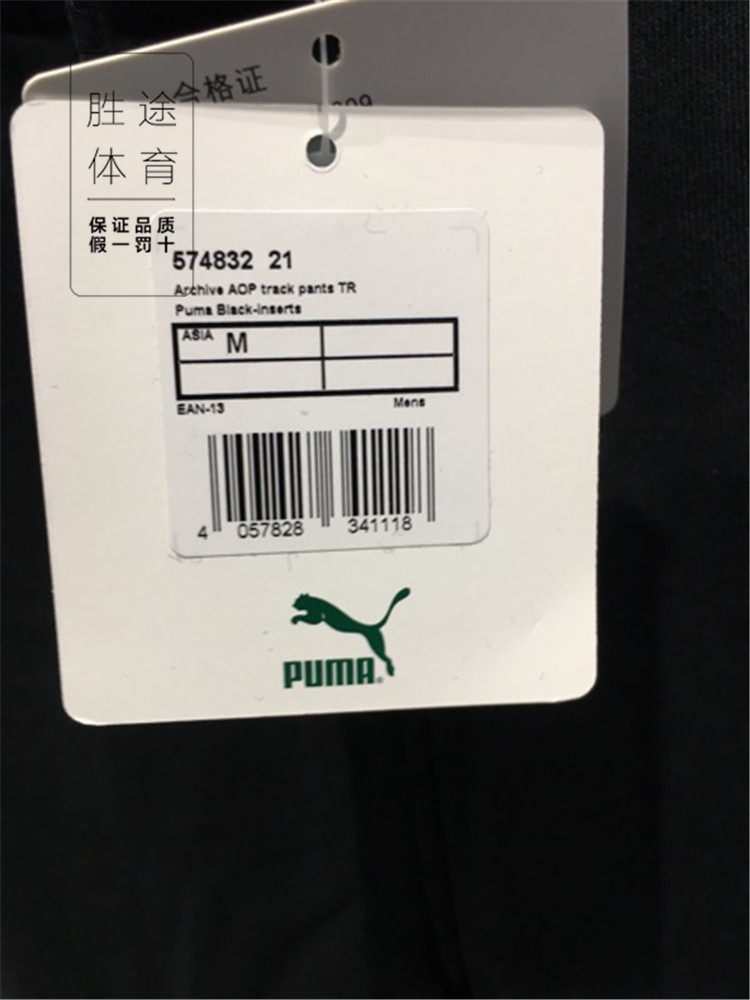 合格证
胜途
体育
保证品质
假一罚十
574832 21
Archive AOP track pants TR
Puma Black-inserts
ASIA M
EAN-13 Mens
4 057828 341118
PUMA